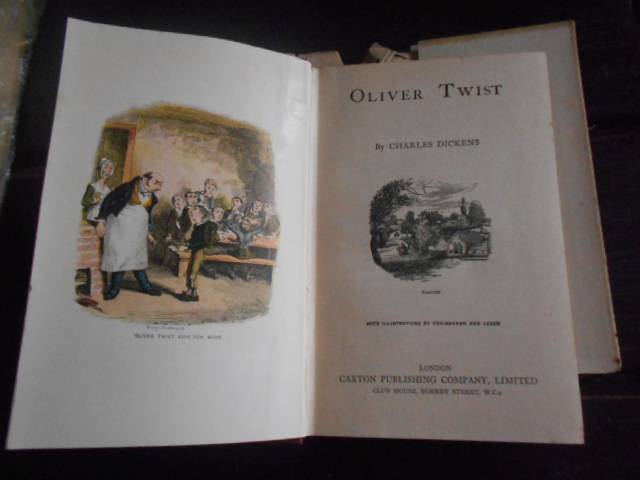 OLIVER TWIST ASKS FOR MORE
OLIVER TWIST
By CHARLES DICKENS
WITH ILLUSTRATIONS BY CRUIKSHANK AND LEECH
LONDON
CAXTON PUBLISHING COMPANY, LIMITED
CLUN HOUSE, SURREY STREET, W.C.2